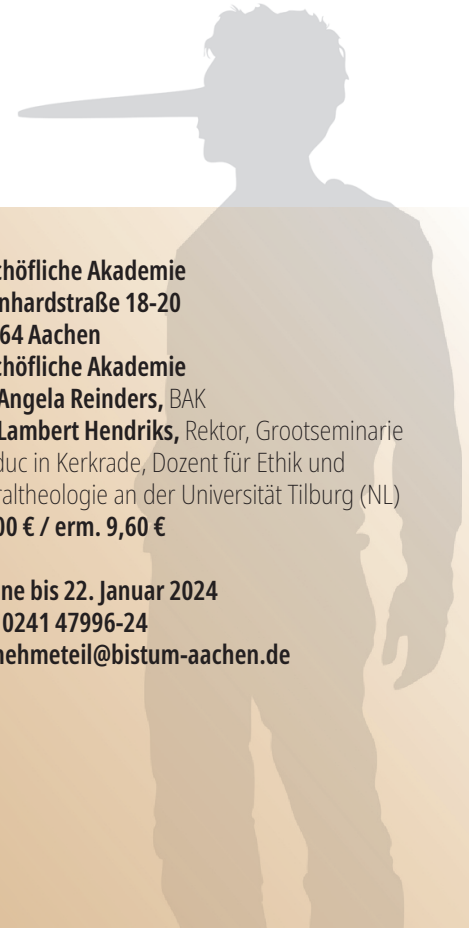 chöfliche Akademie
nhardstraße 18-20
64 Aachen
chöfliche Akademie
Angela Reinders, BAK
Lambert Hendriks, Rektor, Grootseminarie
duc in Kerkrade, Dozent für Ethik und
raltheologie an der Universität Tilburg (NL)
00 € / erm. 9,60 €
ne bis 22. Januar 2024
0241 47996-24
nehmeteil@bistum-aachen.de